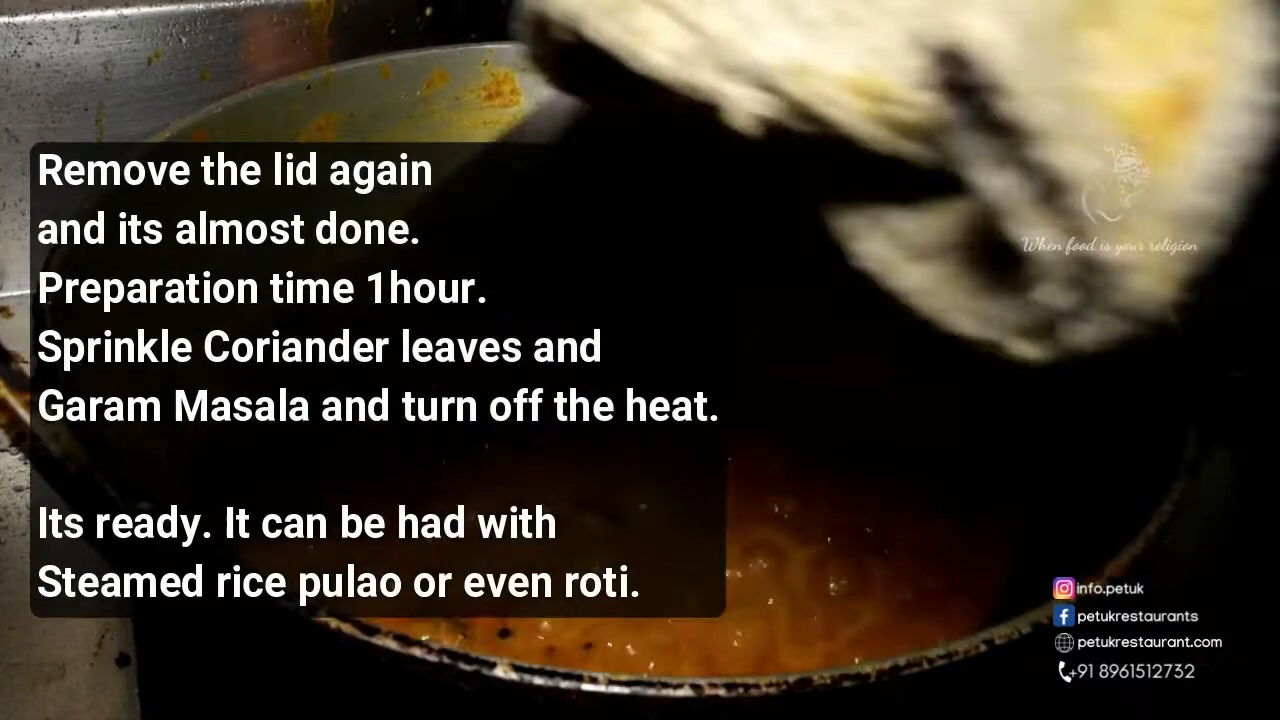 Remove the lid again
and its almost done.
Preparation time 1hour.
Sprinkle Coriander leaves and
Garam Masala and turn off the heat.
Its ready. It can be had with
Steamed rice pulao or even roti.
When food is your religion
info.petuk
petukrestaurants
petukrestaurant.com
+91 8961512732